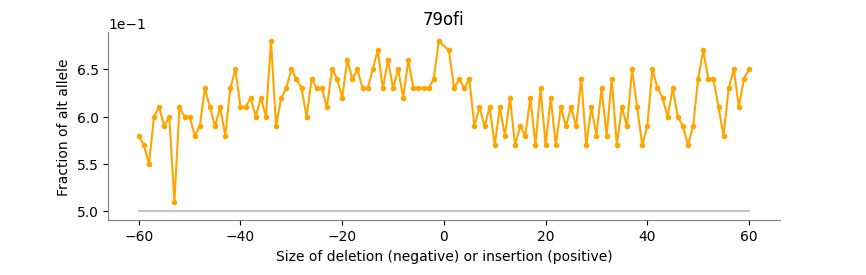 79ofi
1e−1
Fraction of alt allele
6.5
6.0
5.5
5.0
−60 −40 −20 0 20 40 60
Size of deletion (negative) or insertion (positive)